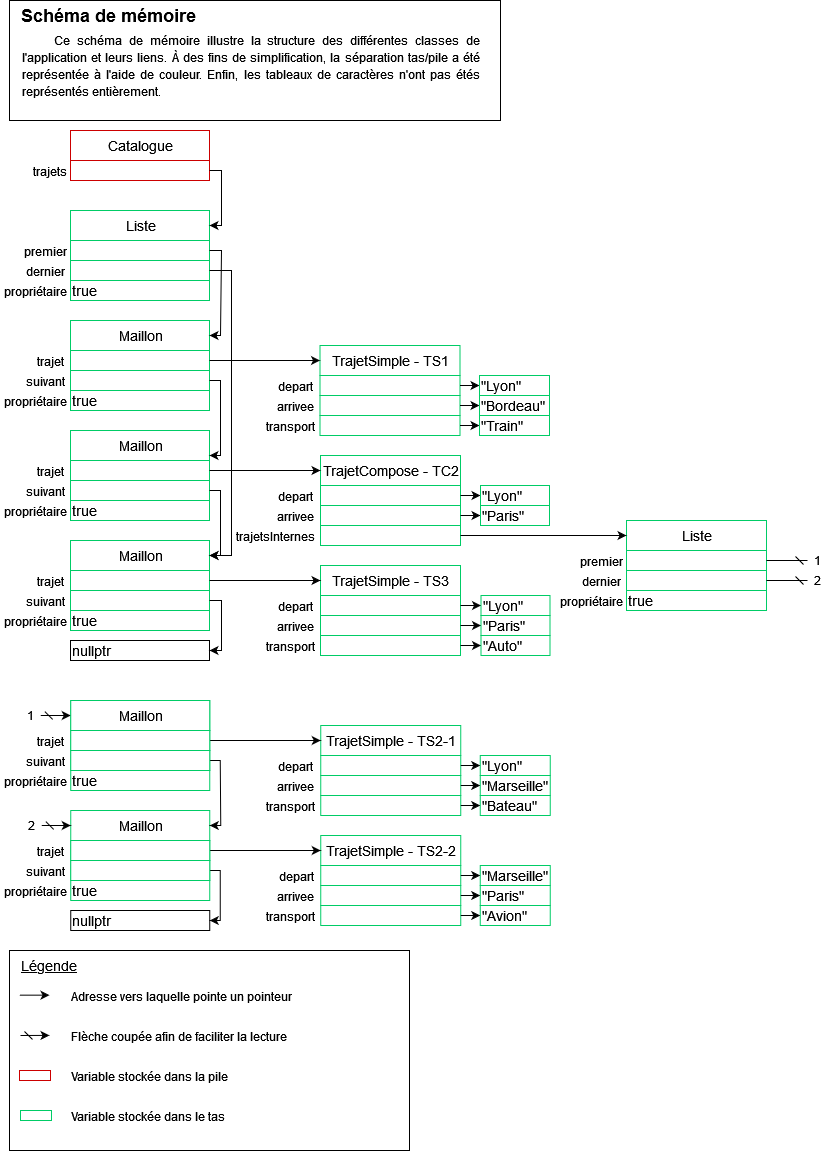 Schéma de mémoire
Ce schéma de mémoire illustre la structure des différentes classes de
l'application et leurs liens. À des fins de simplification, la séparation tas/pile a été
représentée à l'aide de couleur. Enfin, les tableaux de caractères n'ont pas étés
représentés entièrement.
Catalogue
trajets
Liste
premier
dernier
propriétaire true
Maillon
trajet
suivant
propriétaire true
TrajetSimple - TS1
depart "Lyon"
arrivee "Bordeau"
transport "Train"
Maillon
trajet
suivant
propriétaire true
TrajetCompose - TC2
depart "Lyon"
arrivee "Paris"
trajetsInternes
Liste
premier 1
dernier 2
propriétaire true
Maillon
trajet
suivant
propriétaire true
nullptr
TrajetSimple - TS3
depart "Lyon"
arrivee "Paris"
transport "Auto"
1 Maillon
trajet
suivant
propriétaire true
TrajetSimple - TS2-1
depart "Lyon"
arrivee "Marseille"
transport "Bateau"
2 Maillon
trajet
suivant
propriétaire true
nullptr
TrajetSimple - TS2-2
depart "Marseille"
arrivee "Paris"
transport "Avion"
Légende
Adresse vers laquelle pointe un pointeur
Flèche coupée afin de faciliter la lecture
Variable stockée dans la pile
Variable stockée dans le tas